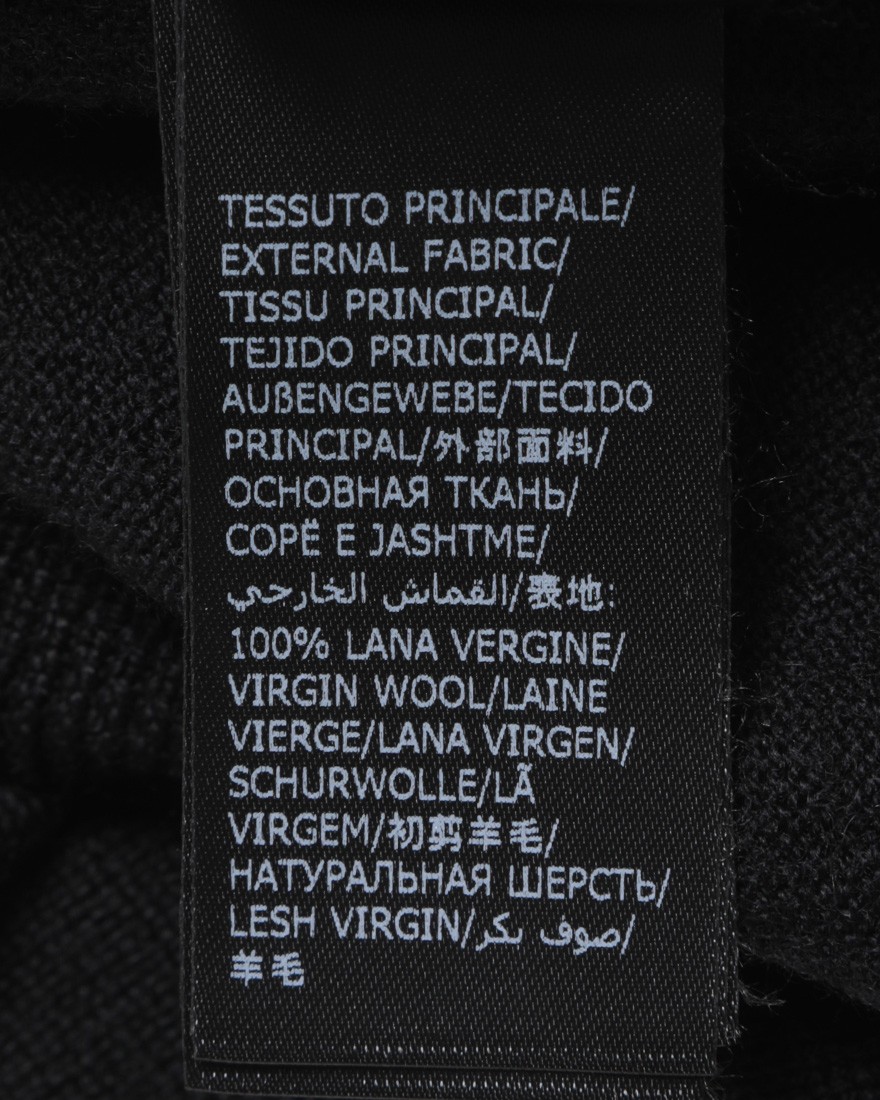 TESSUTO PRINCIPALE/
EXTERNAL FABRIC/
TISSU PRINCIPAL/
TEJIDO PRINCIPAL/
AUßENGEWEBE/TECIDO
PRINCIPAL/外部面料/
ОСНОВНАЯ ТКАНЬ/
COPË E JASHTME/
القماش الخارجي/表地:
100% LANA VERGINE/
VIRGIN WOOL/LAINE
VIERGE/LANA VIRGEN/
SCHURWOLLE/LÃ
VIRGEM/初剪羊毛/
НАТУРАЛЬНАЯ ШЕРСТЬ/
LESH VIRGIN/صوف بكر/
羊毛